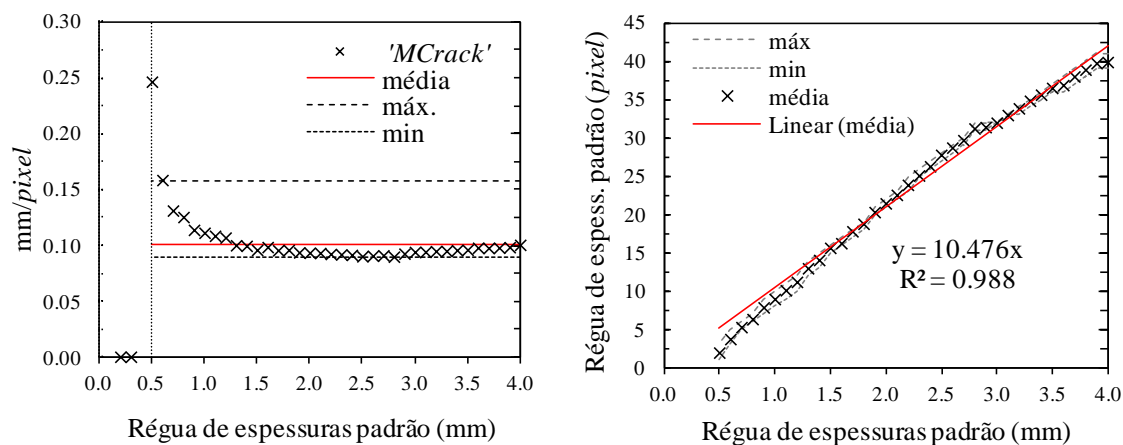 0.30
0.25
0.20
0.15
0.10
0.05
0.00
mm/pixel
'MCrack'
média
máx.
min
0.0 0.5 1.0 1.5 2.0 2.5 3.0 3.5 4.0
Régua de espessuras padrão (mm)
45
40
35
30
25
20
15
10
5
0
Régua de espess. padrão (pixel)
máx
min
média
Linear (média)
y = 10.476x
R² = 0.988
0.0 0.5 1.0 1.5 2.0 2.5 3.0 3.5 4.0
Régua de espessuras padrão (mm)